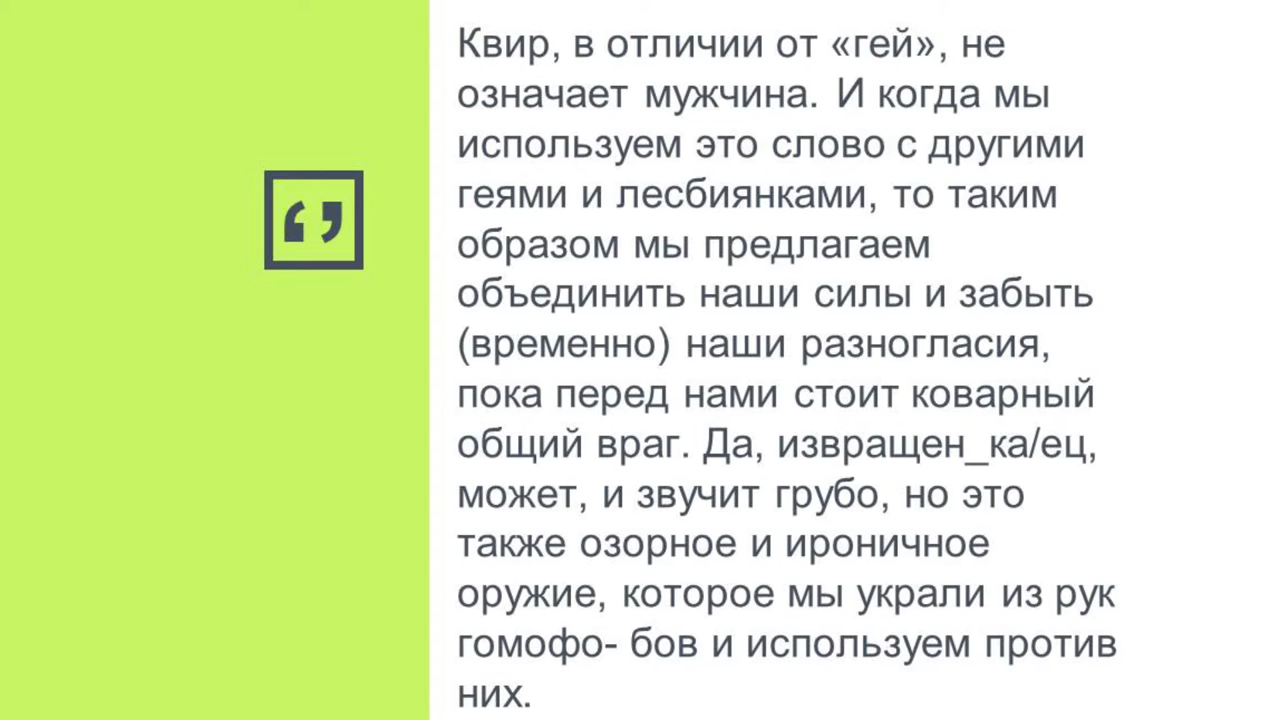 Квир, в отличии от «гей», не
означает мужчина. И когда мы
используем это слово с другими
геями и лесбиянками, то таким
образом мы предлагаем
объединить наши силы и забыть
(временно) наши разногласия,
пока перед нами стоит коварный
общий враг. Да, извращен_ка/ец,
может, и звучит грубо, но это
также озорное и ироничное
оружие, которое мы украли из рук
гомофо- бов и используем против
них.